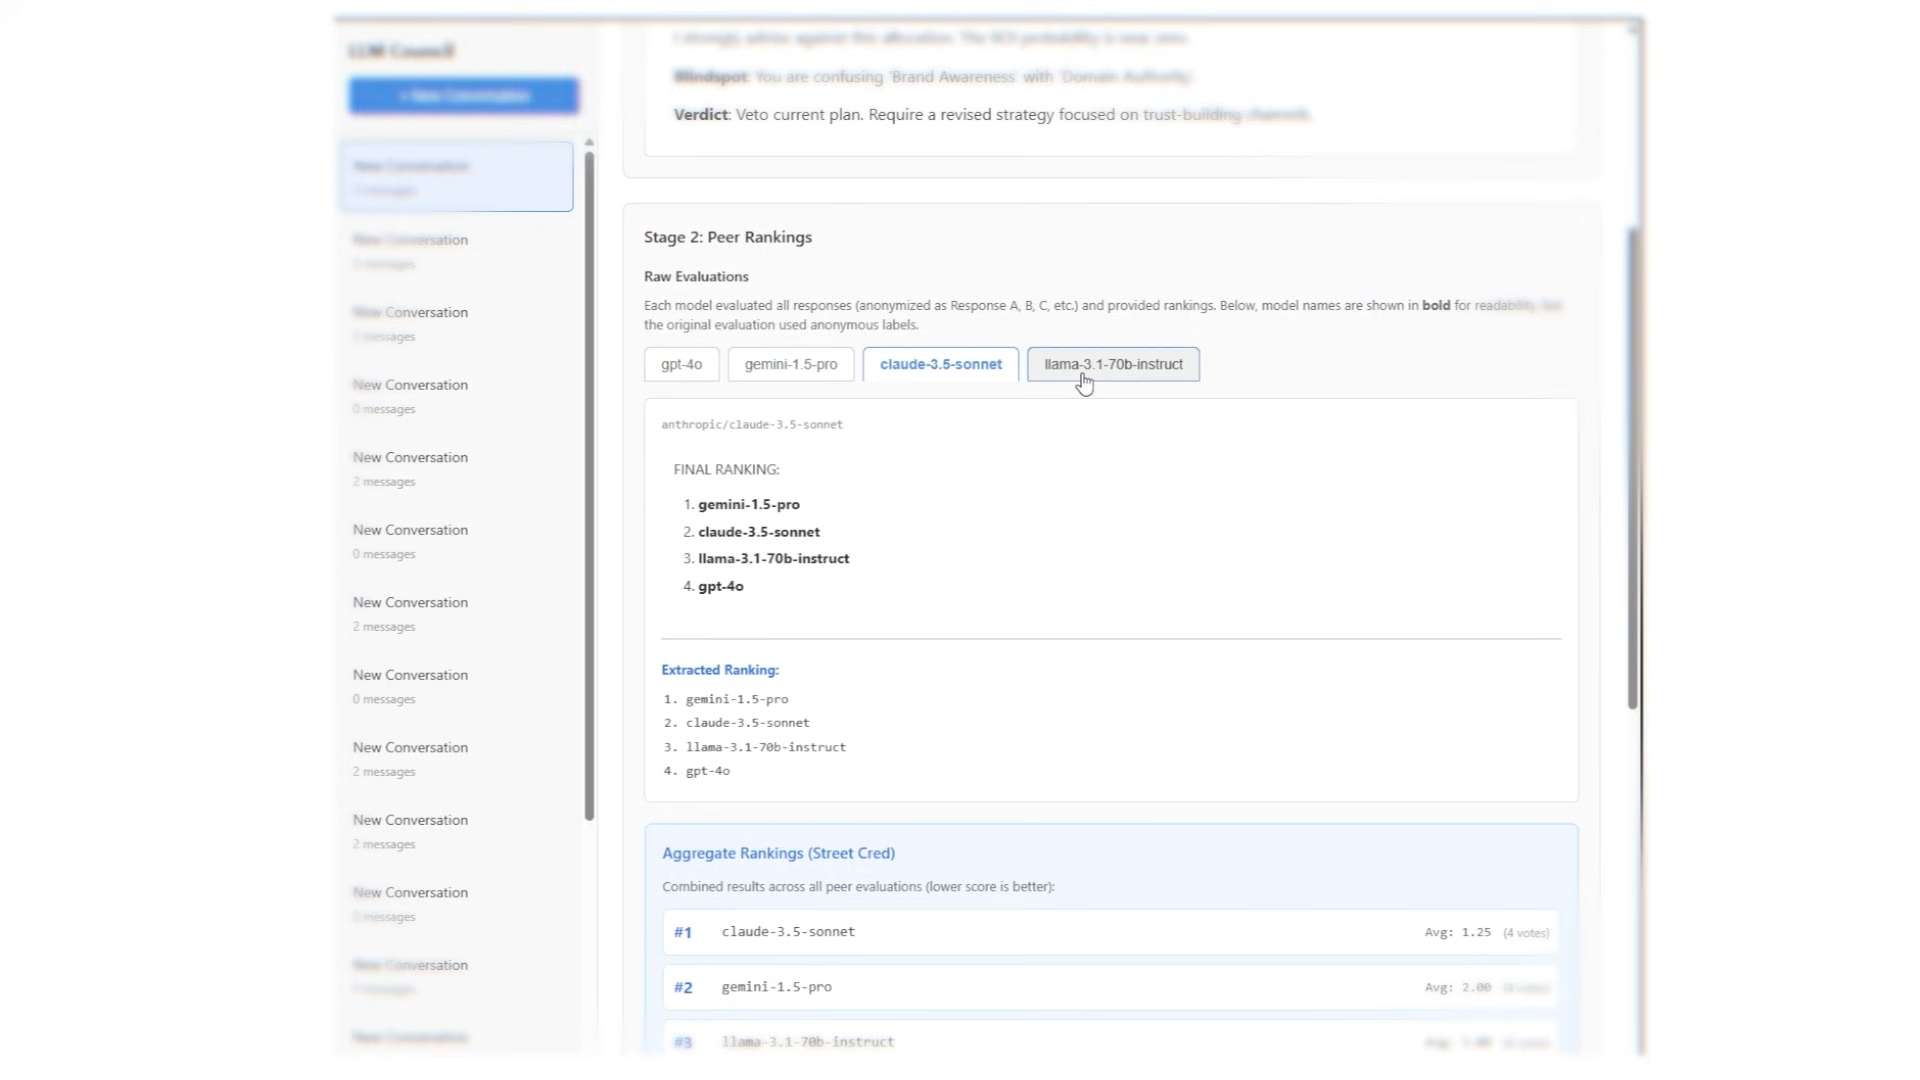 LLM Council
+ New Conversation
I strongly advise against this allocation. The ROI probability is near zero.
Blindspot: You are confusing 'Brand Awareness' with 'Domain Authority'.
Verdict: Veto current plan. Require a revised strategy focused on trust-building channels.
New Conversation
messages
New Conversation
messages
New Conversation
2 messages
New Conversation
0 messages
New Conversation
2 messages
New Conversation
0 messages
New Conversation
2 messages
New Conversation
0 messages
New Conversation
2 messages
New Conversation
2 messages
New Conversation
0 messages
New Conversation
messages
New Conversation
Stage 2: Peer Rankings
Raw Evaluations
Each model evaluated all responses (anonymized as Response A, B, C, etc.) and provided rankings. Below, model names are shown in bold for readability, but
the original evaluation used anonymous labels.
gpt-4o gemini-1.5-pro claude-3.5-sonnet llama-3.1-70b-instruct
anthropic/claude-3.5-sonnet
FINAL RANKING:
1. gemini-1.5-pro
2. claude-3.5-sonnet
3. llama-3.1-70b-instruct
4. gpt-4o
Extracted Ranking:
1. gemini-1.5-pro
2. claude-3.5-sonnet
3. llama-3.1-70b-instruct
4. gpt-4o
Aggregate Rankings (Street Cred)
Combined results across all peer evaluations (lower score is better):
#1 claude-3.5-sonnet Avg: 1.25 (4 votes)
#2 gemini-1.5-pro Avg: 2.00 (4 votes)
#3 llama-3.1-70b-instruct Avg: